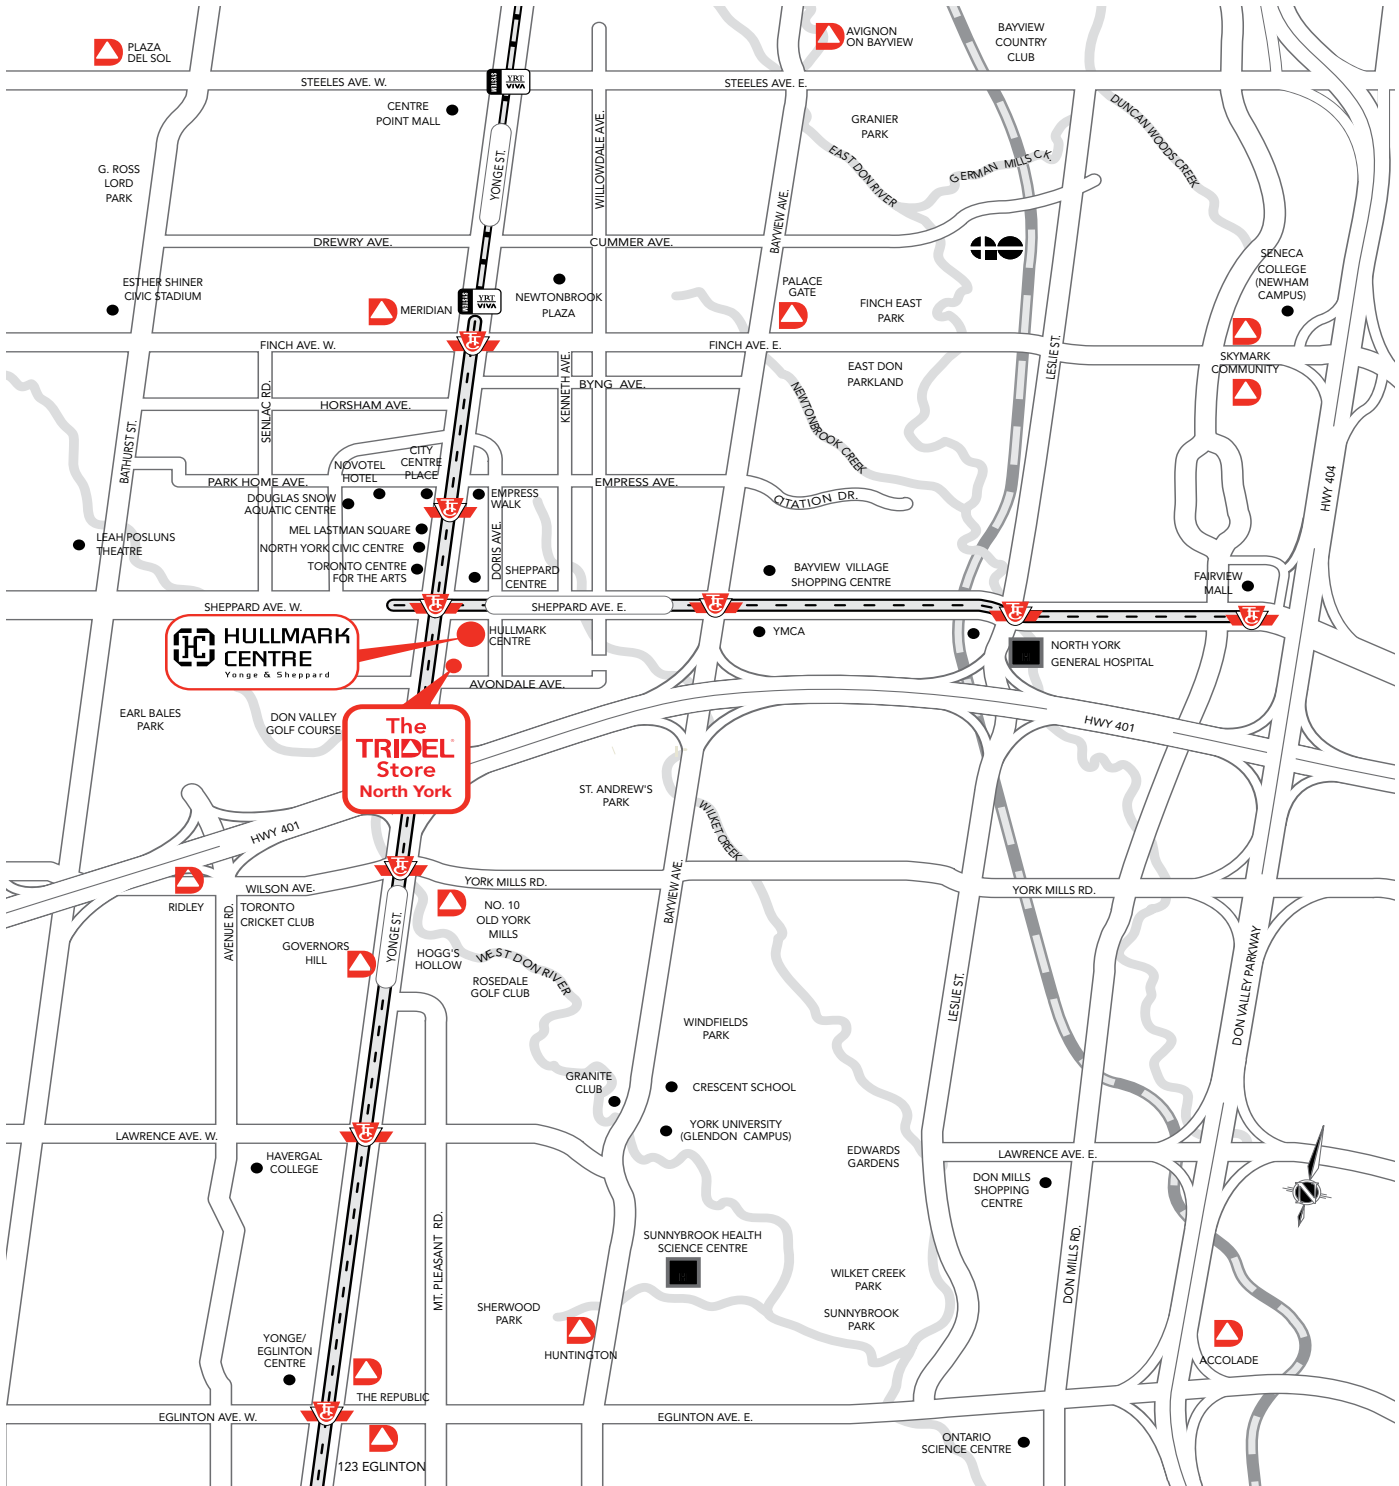 PLAZA
DEL SOL
AVIGNON
ON BAYVIEW
BAYVIEW
COUNTRY
CLUB
STEELES AVE. W.
SYSTEM
YRT
VIVA
STEELES AVE. E.
CENTRE
POINT MALL
YONGE ST.
WILLOWDALE AVE.
GRANIER
PARK
EAST DON RIVER
GERMAN MILLS CK.
DUNCAN WOODS CREEK
G. ROSS
LORD
PARK
BAYVIEW AVE.
DREWRY AVE.
CUMMER AVE.
GO
SENECA
COLLEGE
(NEWHAM
CAMPUS)
ESTHER SHINER
CIVIC STADIUM
MERIDIAN
SYSTEM
YRT
VIVA
NEWTONBROOK
PLAZA
PALACE
GATE
FINCH EAST
PARK
FINCH AVE. W.
FINCH AVE. E.
LESLIE ST.
SKYMARK
COMMUNITY
EAST DON
PARKLAND
KENNETH AVE.
BYNG AVE.
SENLAC RD.
HORSHAM AVE.
NEWTONBROOK CREEK
BATHURST ST.
CITY
CENTRE
PLACE
NOVOTEL
HOTEL
PARK HOME AVE.
EMPRESS AVE.
HWY 404
DOUGLAS SNOW
AQUATIC CENTRE
EMPRESS
WALK
CITATION DR.
MEL LASTMAN SQUARE
NORTH YORK CIVIC CENTRE
DORIS AVE.
LEAH POSLUNS
THEATRE
TORONTO CENTRE
FOR THE ARTS
SHEPPARD
CENTRE
BAYVIEW VILLAGE
SHOPPING CENTRE
FAIRVIEW
MALL
SHEPPARD AVE. W.
SHEPPARD AVE. E.
HULLMARK
CENTRE
Yonge & Sheppard
HULLMARK
CENTRE
YMCA
NORTH YORK
GENERAL HOSPITAL
AVONDALE AVE.
EARL BALES
PARK
DON VALLEY
GOLF COURSE
The
TRIDEL
Store
North York
HWY 401
ST. ANDREW'S
PARK
WILKET CREEK
HWY 401
RIDLEY
WILSON AVE.
YORK MILLS RD.
YORK MILLS RD.
TORONTO
CRICKET CLUB
AVENUE RD.
NO. 10
OLD YORK
MILLS
BAYVIEW AVE.
YONGE ST.
GOVERNORS
HILL
HOGG'S
HOLLOW
WEST DON RIVER
ROSEDALE
GOLF CLUB
LESLIE ST.
DON VALLEY PARKWAY
WINDFIELDS
PARK
GRANITE
CLUB
CRESCENT SCHOOL
YORK UNIVERSITY
(GLENDON CAMPUS)
LAWRENCE AVE. W.
LAWRENCE AVE. E.
EDWARDS
GARDENS
HAVERGAL
COLLEGE
DON MILLS
SHOPPING
CENTRE
N
MT. PLEASANT RD.
SUNNYBROOK HEALTH
SCIENCE CENTRE
DON MILLS RD.
WILKET CREEK
PARK
SUNNYBROOK
PARK
SHERWOOD
PARK
HUNTINGTON
YONGE/
EGLINTON
CENTRE
ACCOLADE
THE REPUBLIC
EGLINTON AVE. W.
EGLINTON AVE. E.
ONTARIO
SCIENCE CENTRE
123 EGLINTON